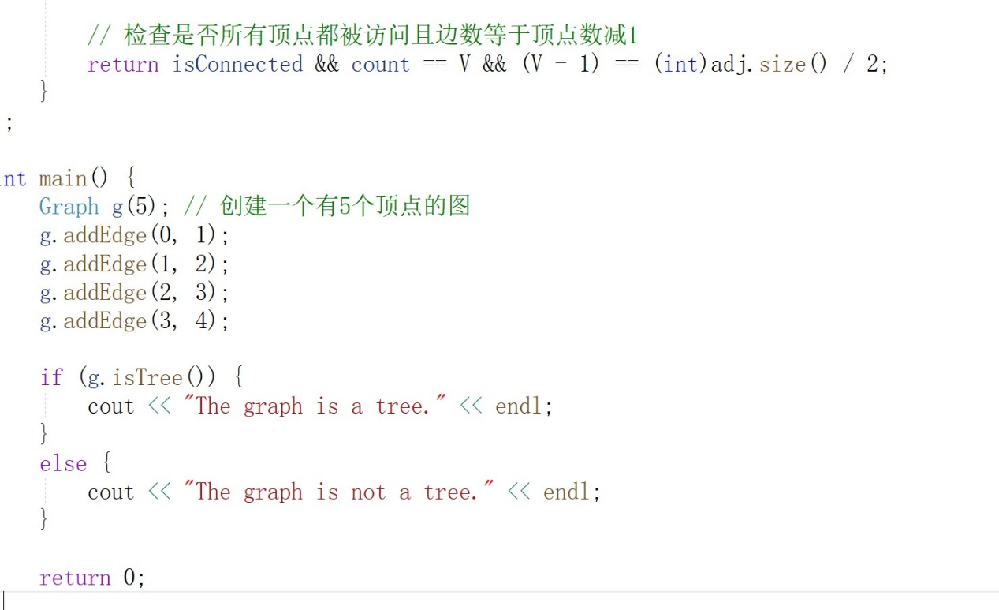 // 检查是否所有顶点都被访问且边数等于顶点数减1
return isConnected && count == V && (V - 1) == (int)adj.size() / 2;
}
;
int main() {
Graph g(5); // 创建一个有5个顶点的图
g.addEdge(0, 1);
g.addEdge(1, 2);
g.addEdge(2, 3);
g.addEdge(3, 4);
if (g.isTree()) {
cout << "The graph is a tree." << endl;
}
else {
cout << "The graph is not a tree." << endl;
}
return 0;